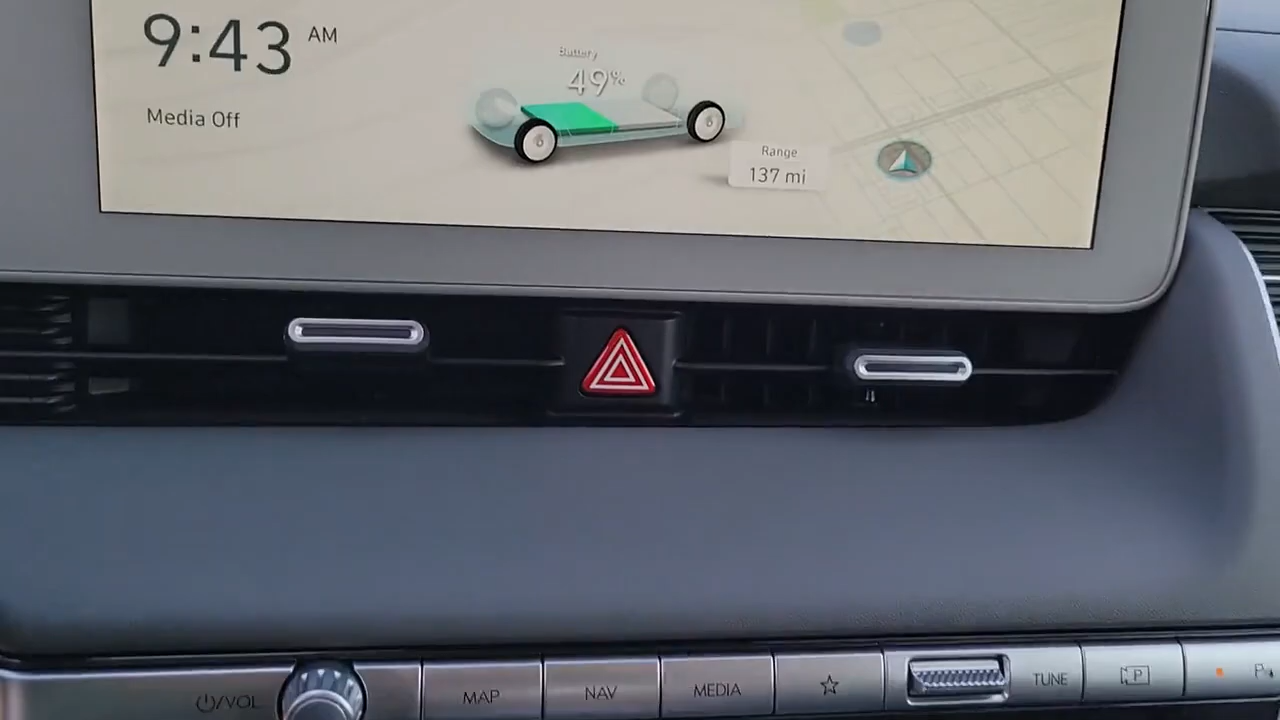 9:43 AM
Media Off
Battery
49%
Range
137 mi
/VOL
MAP
NAV
MEDIA
TUNE
P
P